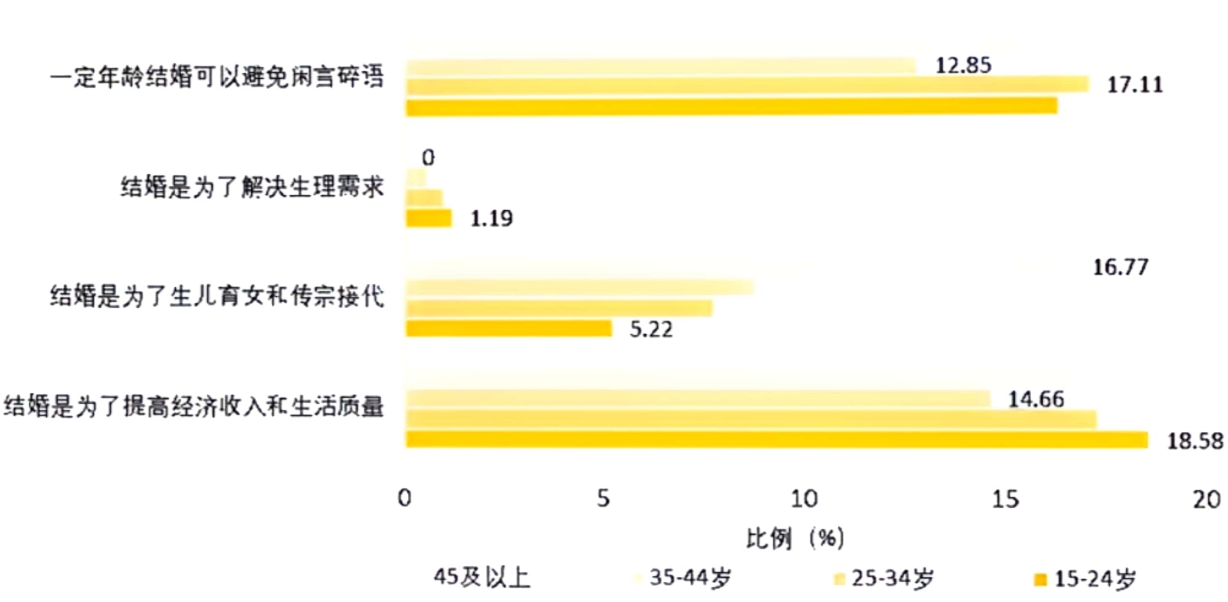 一定年龄结婚可以避免闲言碎语
12.85
17.11
0
结婚是为了解决生理需求
1.19
16.77
结婚是为了生儿育女和传宗接代
5.22
结婚是为了提高经济收入和生活质量
14.66
18.58
0 5 10 15 20
比例 (%)
45及以上 35-44岁 25-34岁 15-24岁